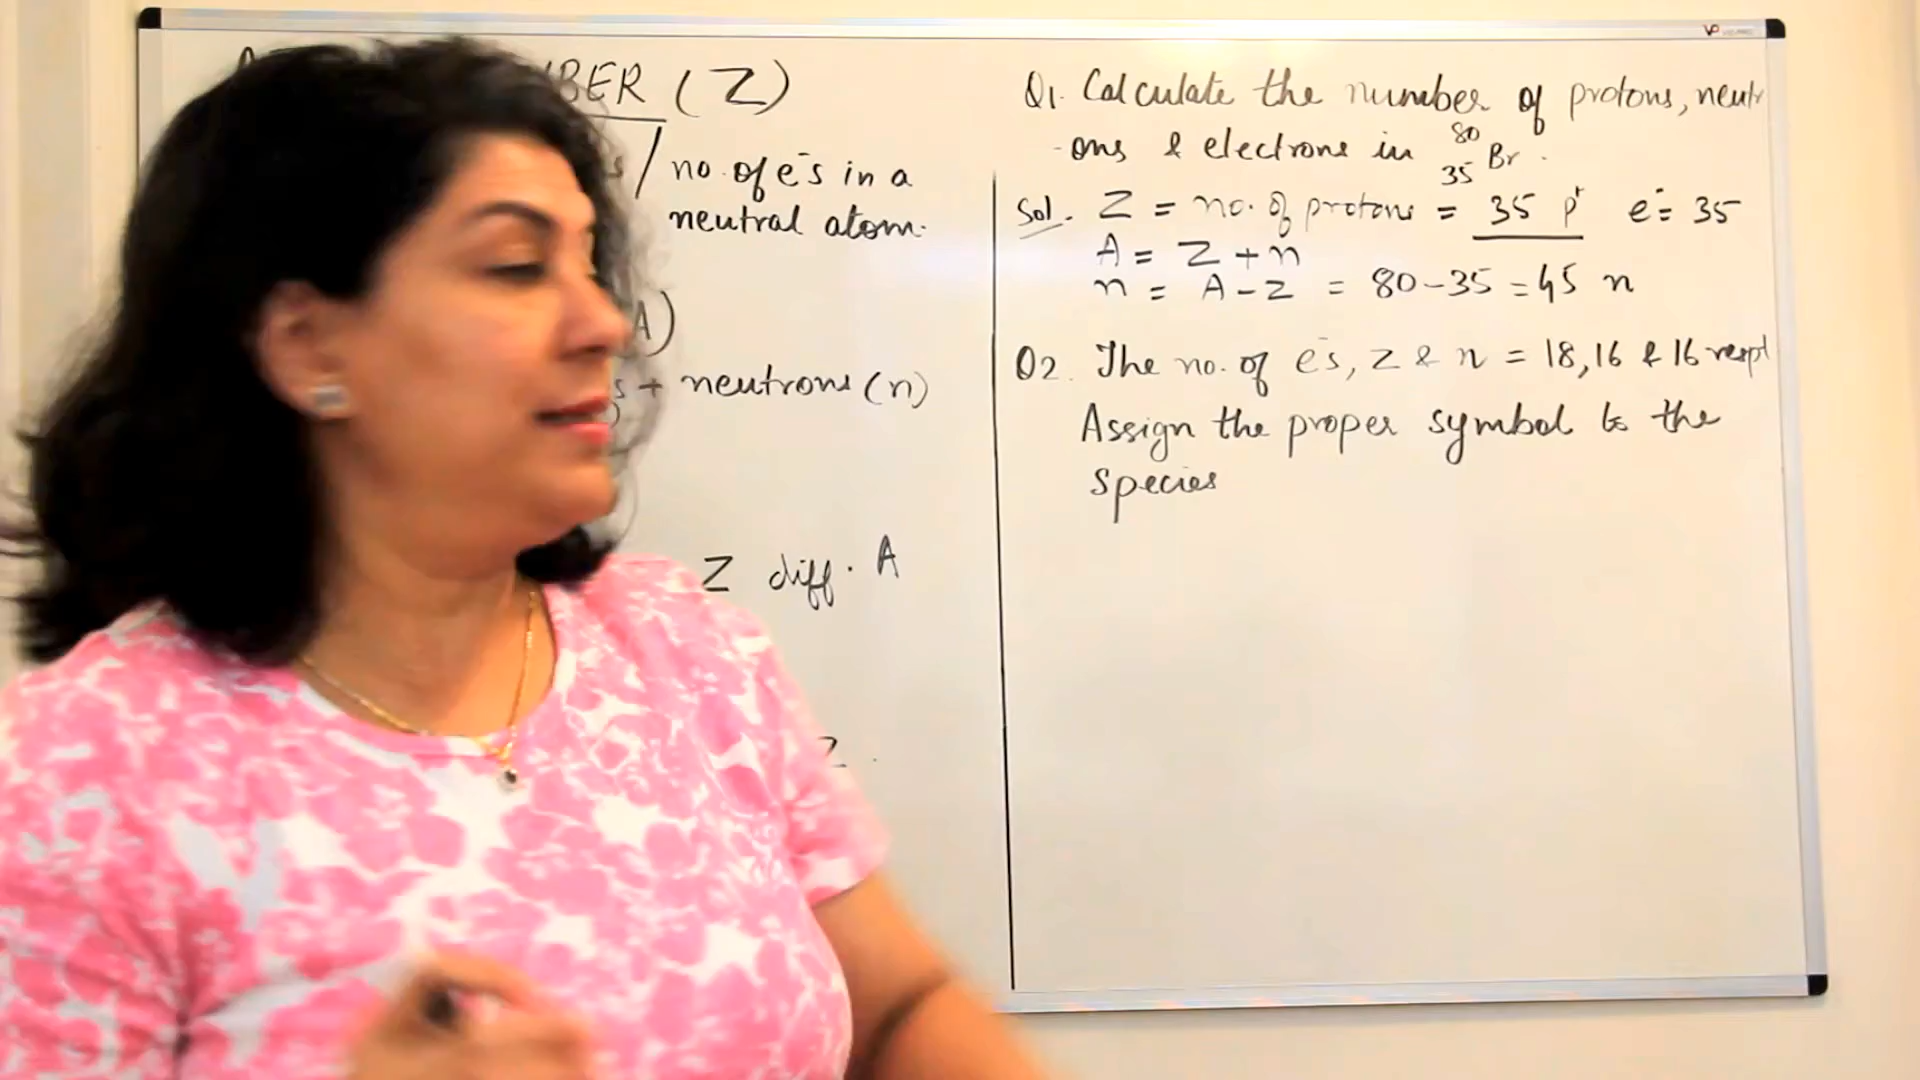 BER (Z)
s / no. of e⁻s in a
neutral atom.
A)
s + neutrons (n)
Z diff. A
Z.
Q1. Calculate the number of protons, neutr
-ons & electrons in ⁸⁰₃₅Br.
Sol. Z = no. of protons = 35 p⁺ e⁻= 35
A = Z + n
n = A - Z = 80 - 35 = 45 n
Q2. The no. of e⁻s, Z & n = 18, 16 & 16 respt
Assign the proper symbol to the
species